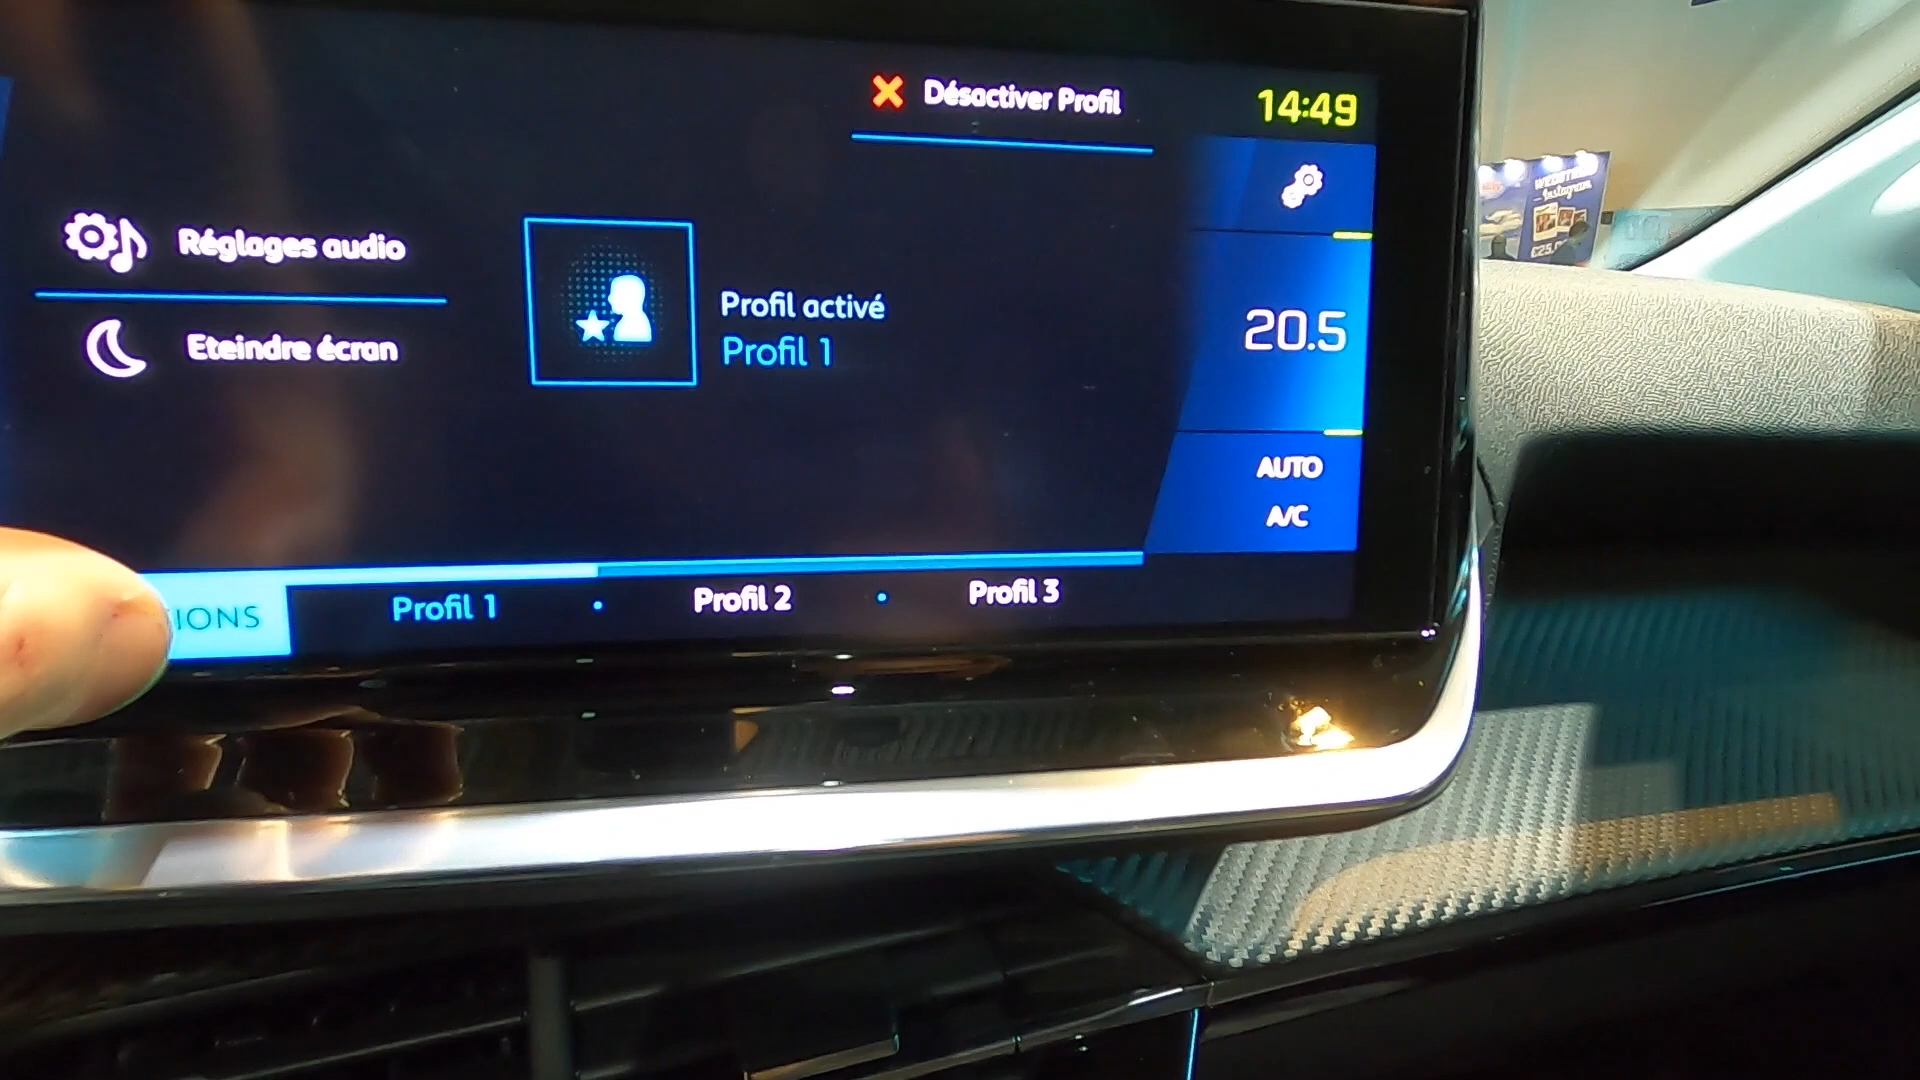 Désactiver Profil
14:49
Réglages audio
Eteindre écran
Profil activé
Profil 1
20.5
AUTO
A/C
IONS
Profil 1
Profil 2
Profil 3
Instagram